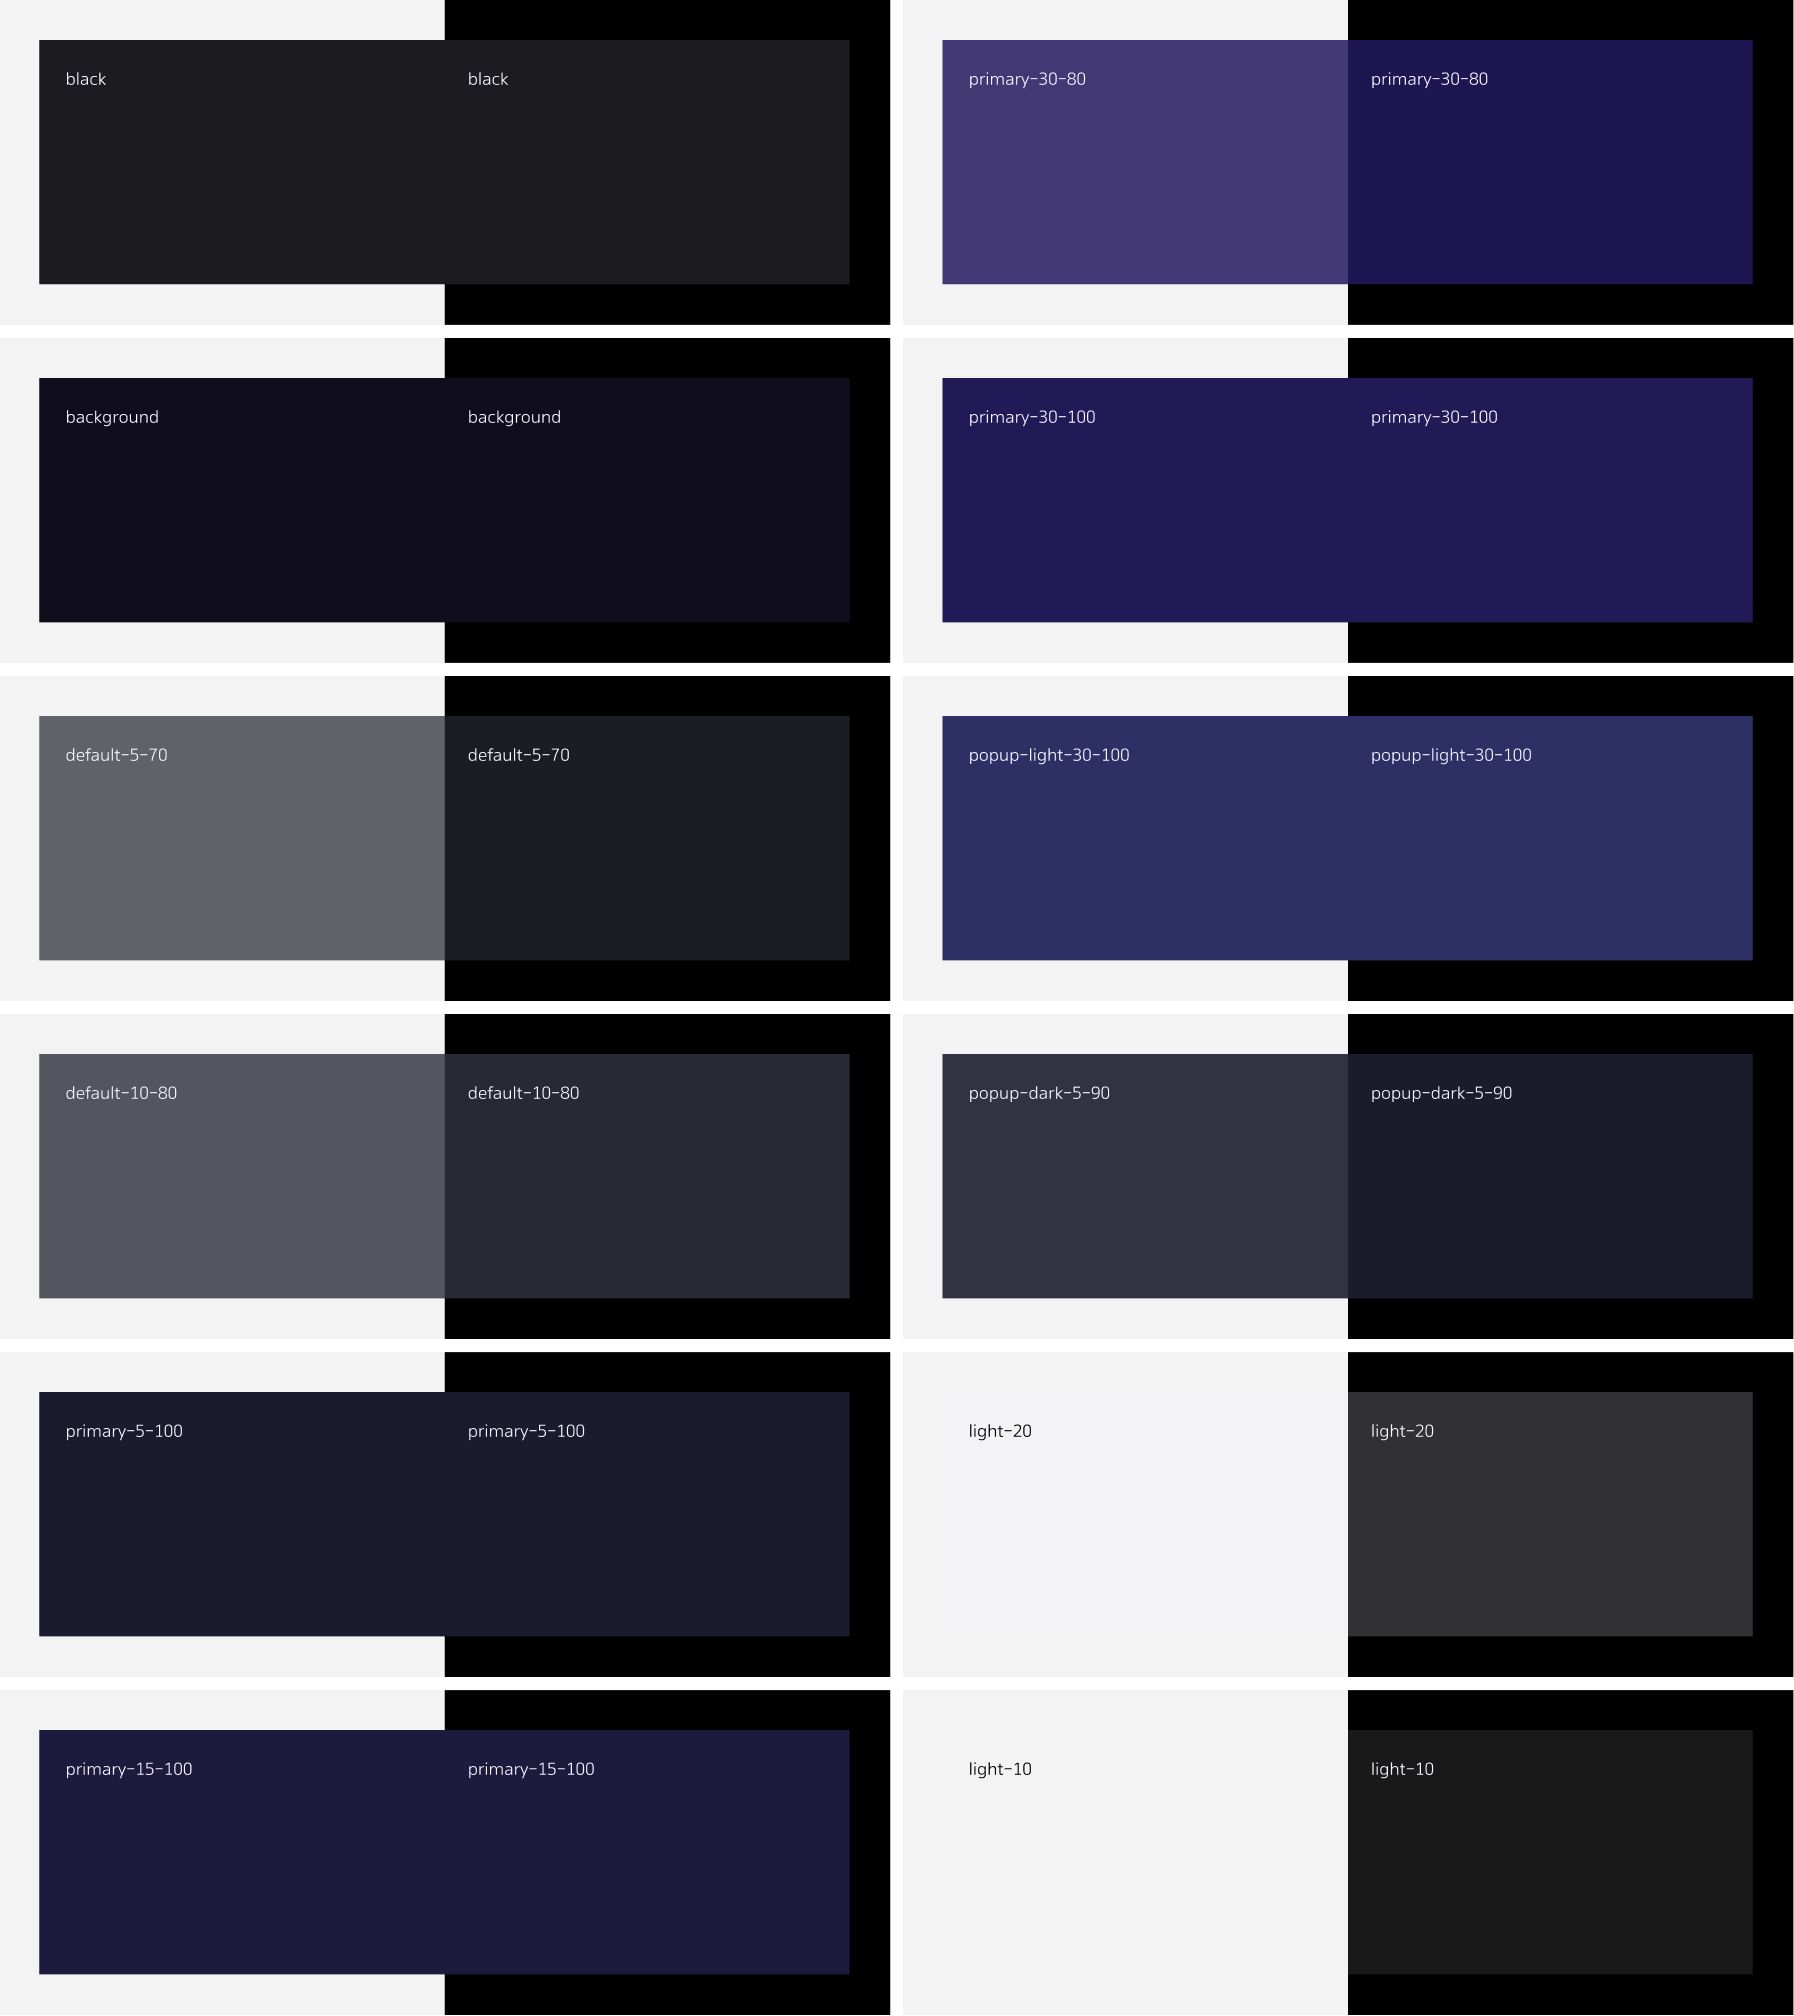 black black
primary-30-80 primary-30-80
background background
primary-30-100 primary-30-100
default-5-70 default-5-70
popup-light-30-100 popup-light-30-100
default-10-80 default-10-80
popup-dark-5-90 popup-dark-5-90
primary-5-100 primary-5-100
light-20 light-20
primary-15-100 primary-15-100
light-10 light-10